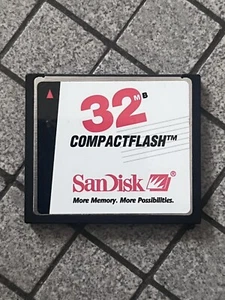 32MB
COMPACTFLASH™
SanDisk®
More Memory. More Possibilities.